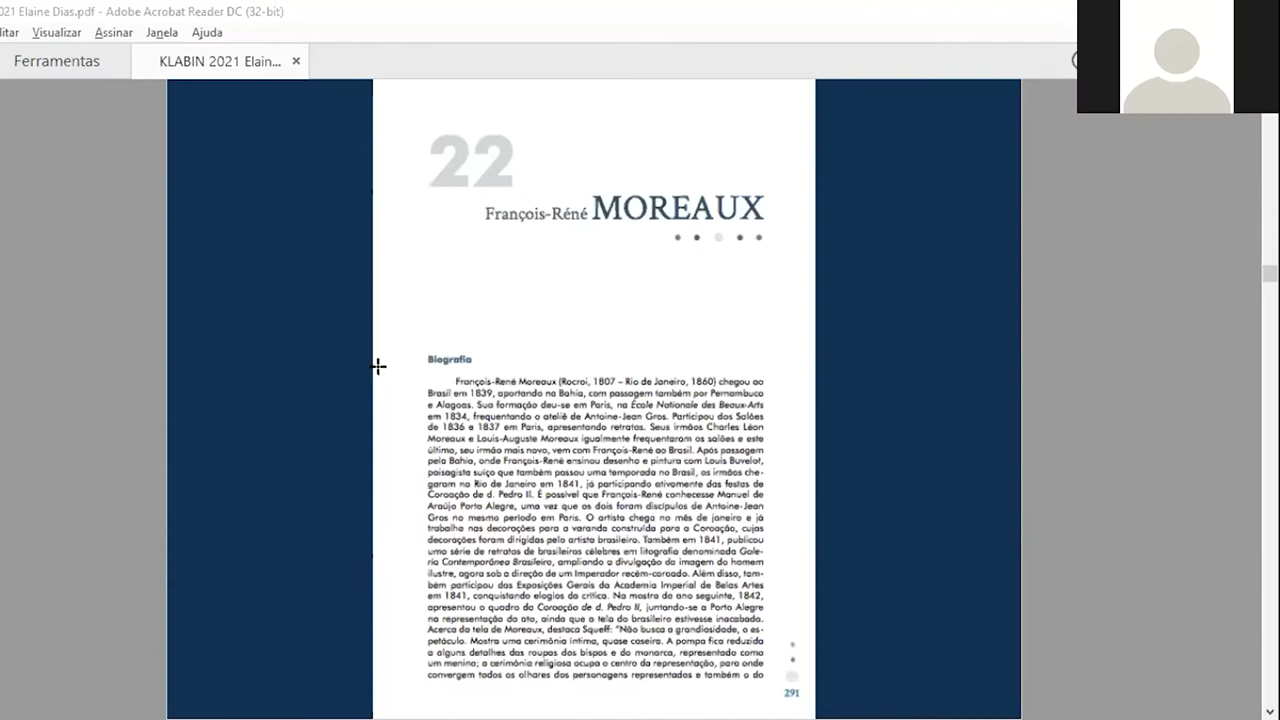 021 Elaine Dias.pdf - Adobe Acrobat Reader DC (32-bit)
itar Visualizar Assinar Janela Ajuda
Ferramentas KLABIN 2021 Elain... ×
22
François-Réné MOREAUX
Biografia
François-René Moreaux (Rocroi, 1807 – Rio de Janeiro, 1860) chegou ao
Brasil em 1839, aportando na Bahia, com passagem também por Pernambuco
e Alagoas. Sua formação deu-se em Paris, na École Nationale des Beaux-Arts
em 1834, frequentando o ateliê de Antoine-Jean Gros. Participou dos Salões
de 1836 e 1837 em Paris, apresentando retratos. Seus irmãos Charles Léon
Moreaux e Louis-Auguste Moreaux igualmente frequentaram os salões e este
último, seu irmão mais novo, vem com François-René ao Brasil. Após passagem
pela Bahia, onde François-René ensinou desenho e pintura com Louis Buvelot,
paisagista suíço que também passou uma temporada no Brasil, os irmãos che-
garam no Rio de Janeiro em 1841, já participando ativamente das festas de
Coroação de d. Pedro II. É possível que François-René conhecesse Manuel de
Araújo Porto Alegre, uma vez que os dois foram discípulos de Antoine-Jean
Gros no mesmo período em Paris. O artista chega no mês de janeiro e já
trabalha nas decorações para a varanda construída para a Coroação, cujas
decorações foram dirigidas pelo artista brasileiro. Também em 1841, publicou
uma série de retratos de brasileiros célebres em litografia denominada Gale-
ria Contemporânea Brasileira, ampliando a divulgação da imagem do homem
ilustre, agora sob a direção de um Imperador recém-coroado. Além disso, tam-
bém participou das Exposições Gerais da Academia Imperial de Belas Artes
em 1841, conquistando elogios da crítica. Na mostra do ano seguinte, 1842,
apresentou o quadro da Coroação de d. Pedro II, juntando-se a Porto Alegre
na representação do ato, ainda que a tela do brasileiro estivesse inacabada.
Acerca da tela de Moreaux, destaca Squeff: "Não busca a grandiosidade, o es-
petáculo. Mostra uma cerimônia íntima, quase caseira. A pompa fica reduzida
a alguns detalhes das roupas dos bispos e do monarca, representado como
um menino; a cerimônia religiosa ocupa o centro da representação, para onde
convergem todos os olhares dos personagens representados e também o do
291